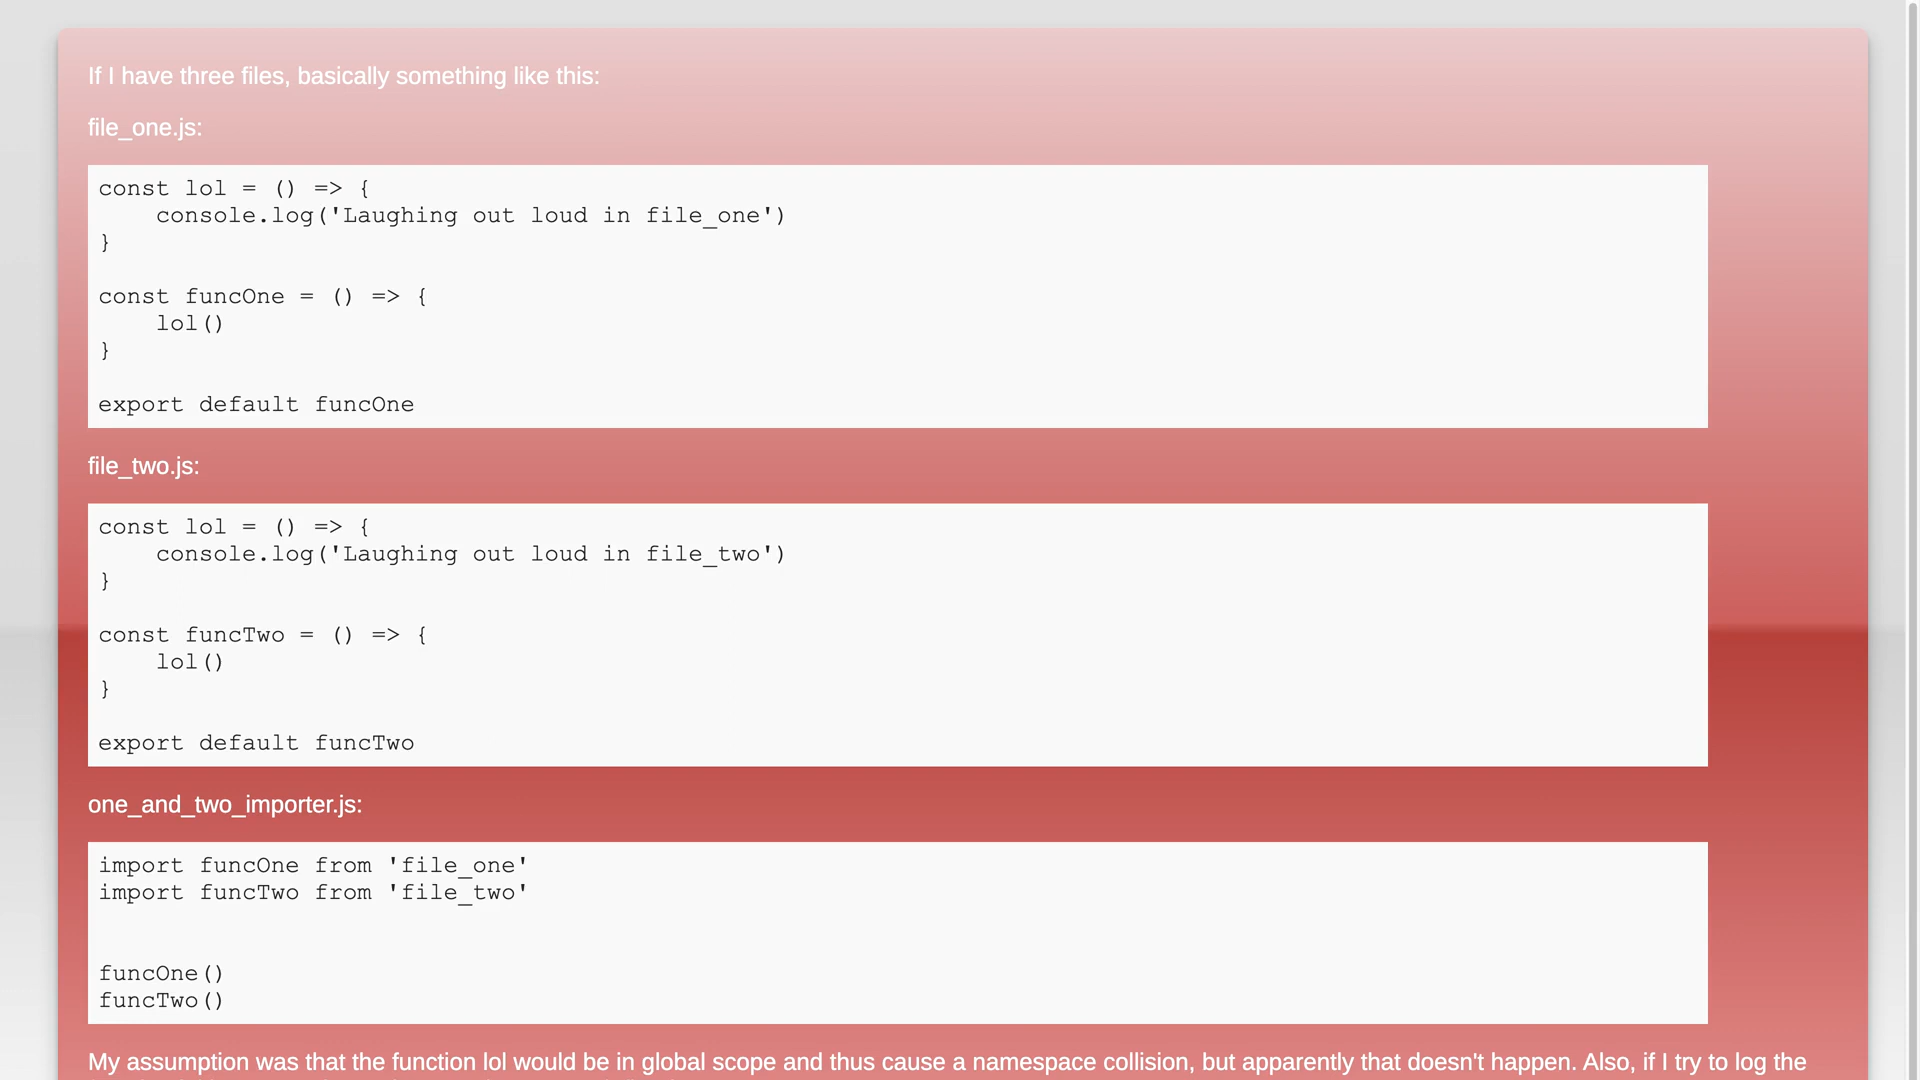 If I have three files, basically something like this:
file_one.js:
const lol = () => {
    console.log('Laughing out loud in file_one')
}
const funcOne = () => {
    lol()
}
export default funcOne
file_two.js:
const lol = () => {
    console.log('Laughing out loud in file_two')
}
const funcTwo = () => {
    lol()
}
export default funcTwo
one_and_two_importer.js:
import funcOne from 'file_one'
import funcTwo from 'file_two'
funcOne()
funcTwo()
My assumption was that the function lol would be in global scope and thus cause a namespace collision, but apparently that doesn't happen. Also, if I try to log the